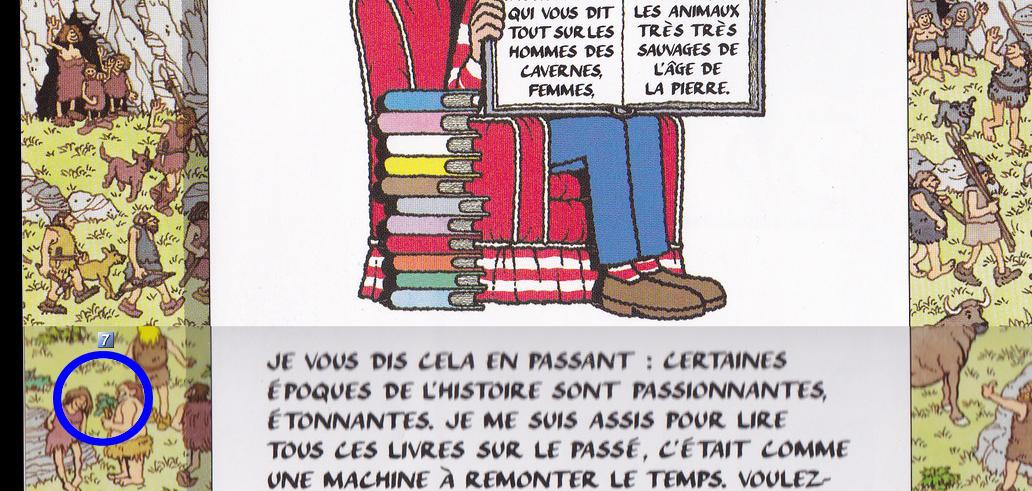 QUI VOUS DIT
TOUT SUR LES
HOMMES DES
CAVERNES,
FEMMES,
LES ANIMAUX
TRÈS TRÈS
SAUVAGES DE
L'ÂGE DE
LA PIERRE.
7
JE VOUS DIS CELA EN PASSANT : CERTAINES
ÉPOQUES DE L'HISTOIRE SONT PASSIONNANTES,
ÉTONNANTES. JE ME SUIS ASSIS POUR LIRE
TOUS CES LIVRES SUR LE PASSÉ, C'ÉTAIT COMME
UNE MACHINE À REMONTER LE TEMPS. VOULEZ-